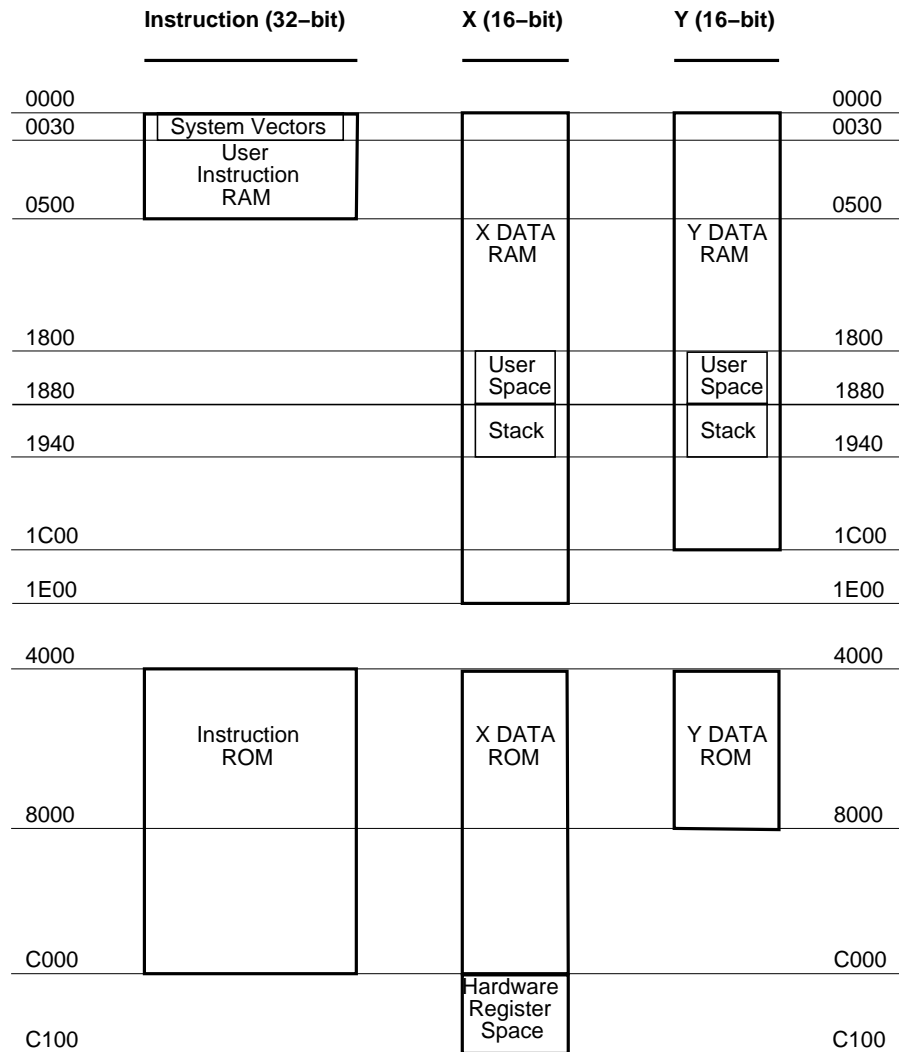 Instruction (32–bit) X (16–bit) Y (16–bit)
0000 0000
0030 System Vectors 0030
User
Instruction
RAM
0500 0500
X DATA Y DATA
RAM RAM
1800 1800
User User
1880 Space Space 1880
Stack Stack
1940 1940
1C00 1C00
1E00 1E00
4000 4000
Instruction X DATA Y DATA
ROM ROM ROM
8000 8000
C000 C000
Hardware
Register
Space
C100 C100